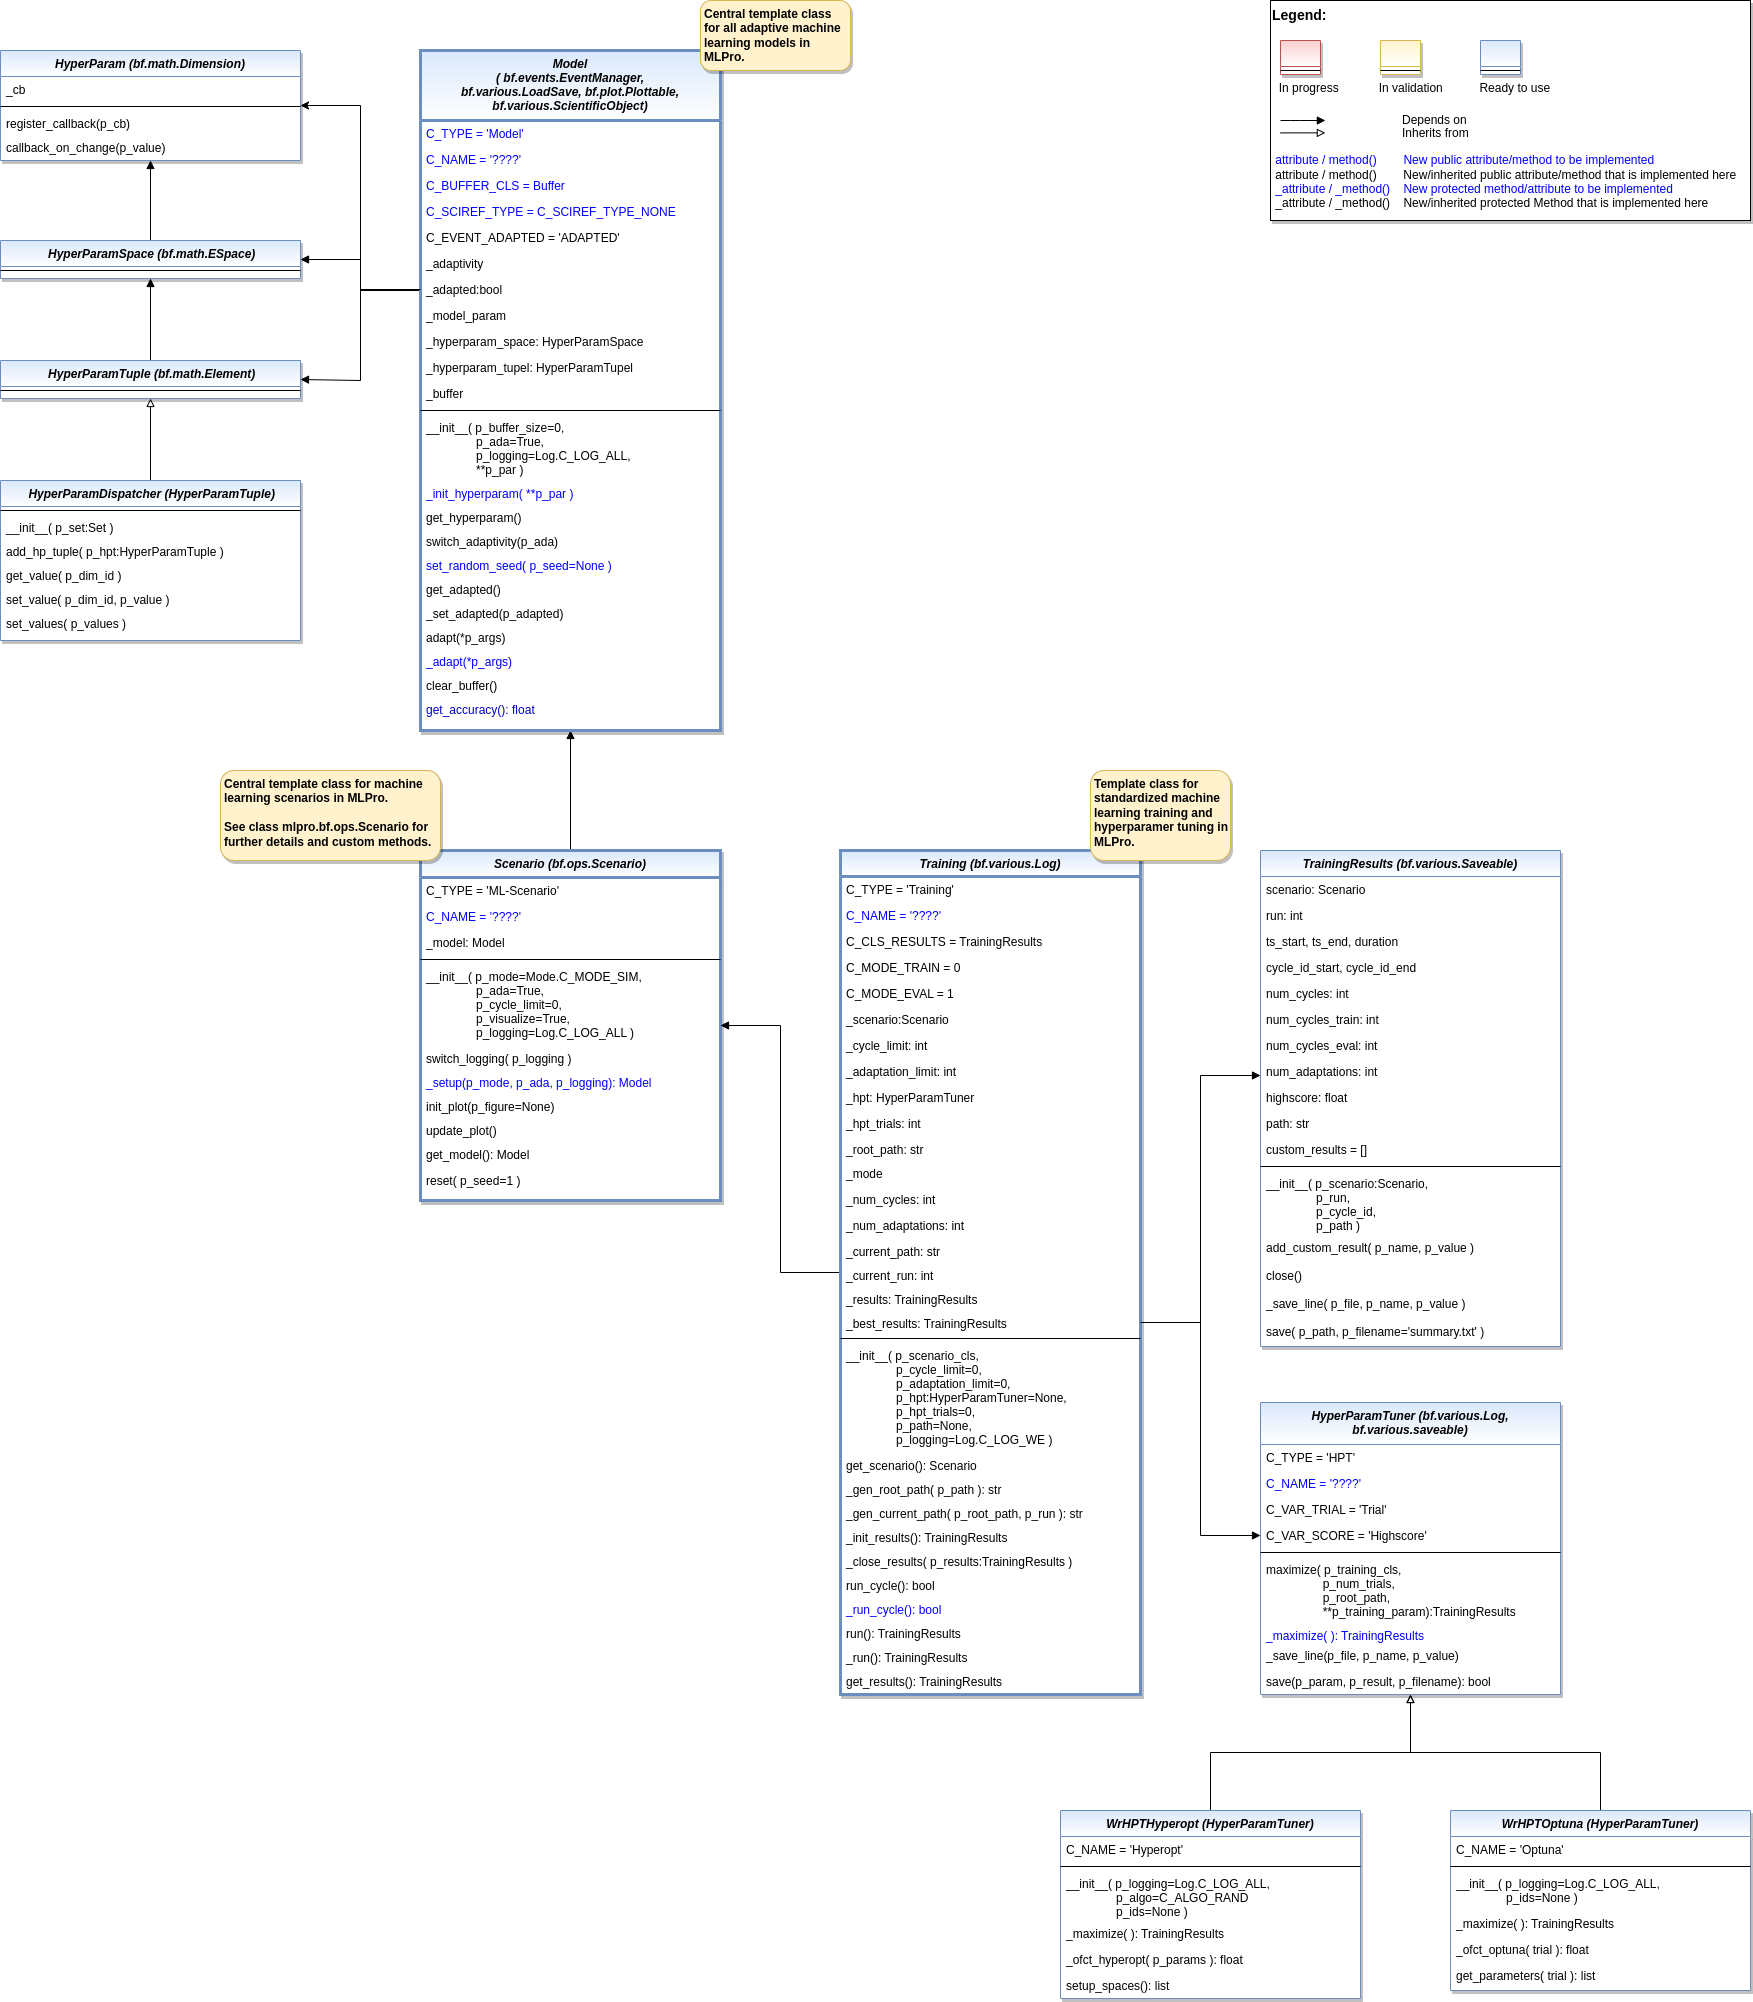 Central template class
for all adaptive machine
learning models in
MLPro.
Legend:
In progress
In validation
Ready to use
Depends on
Inherits from
attribute / method() New public attribute/method to be implemented
attribute / method() New/inherited public attribute/method that is implemented here
_attribute / _method() New protected method/attribute to be implemented
_attribute / _method() New/inherited protected Method that is implemented here
HyperParam (bf.math.Dimension)
_cb
register_callback(p_cb)
callback_on_change(p_value)
HyperParamSpace (bf.math.ESpace)
HyperParamTuple (bf.math.Element)
HyperParamDispatcher (HyperParamTuple)
__init__( p_set:Set )
add_hp_tuple( p_hpt:HyperParamTuple )
get_value( p_dim_id )
set_value( p_dim_id, p_value )
set_values( p_values )
Model
( bf.events.EventManager,
bf.various.LoadSave, bf.plot.Plottable,
bf.various.ScientificObject)
C_TYPE = 'Model'
C_NAME = '????'
C_BUFFER_CLS = Buffer
C_SCIREF_TYPE = C_SCIREF_TYPE_NONE
C_EVENT_ADAPTED = 'ADAPTED'
_adaptivity
_adapted:bool
_model_param
_hyperparam_space: HyperParamSpace
_hyperparam_tupel: HyperParamTupel
_buffer
__init__( p_buffer_size=0,
p_ada=True,
p_logging=Log.C_LOG_ALL,
**p_par )
_init_hyperparam( **p_par )
get_hyperparam()
switch_adaptivity(p_ada)
set_random_seed( p_seed=None )
get_adapted()
_set_adapted(p_adapted)
adapt(*p_args)
_adapt(*p_args)
clear_buffer()
get_accuracy(): float
Central template class for machine
learning scenarios in MLPro.
See class mlpro.bf.ops.Scenario for
further details and custom methods.
Scenario (bf.ops.Scenario)
C_TYPE = 'ML-Scenario'
C_NAME = '????'
_model: Model
__init__( p_mode=Mode.C_MODE_SIM,
p_ada=True,
p_cycle_limit=0,
p_visualize=True,
p_logging=Log.C_LOG_ALL )
switch_logging( p_logging )
_setup(p_mode, p_ada, p_logging): Model
init_plot(p_figure=None)
update_plot()
get_model(): Model
reset( p_seed=1 )
Template class for
standardized machine
learning training and
hyperparamer tuning in
MLPro.
Training (bf.various.Log)
C_TYPE = 'Training'
C_NAME = '????'
C_CLS_RESULTS = TrainingResults
C_MODE_TRAIN = 0
C_MODE_EVAL = 1
_scenario:Scenario
_cycle_limit: int
_adaptation_limit: int
_hpt: HyperParamTuner
_hpt_trials: int
_root_path: str
_mode
_num_cycles: int
_num_adaptations: int
_current_path: str
_current_run: int
_results: TrainingResults
_best_results: TrainingResults
__init__( p_scenario_cls,
p_cycle_limit=0,
p_adaptation_limit=0,
p_hpt:HyperParamTuner=None,
p_hpt_trials=0,
p_path=None,
p_logging=Log.C_LOG_WE )
get_scenario(): Scenario
_gen_root_path( p_path ): str
_gen_current_path( p_root_path, p_run ): str
_init_results(): TrainingResults
_close_results( p_results:TrainingResults )
run_cycle(): bool
_run_cycle(): bool
run(): TrainingResults
_run(): TrainingResults
get_results(): TrainingResults
TrainingResults (bf.various.Saveable)
scenario: Scenario
run: int
ts_start, ts_end, duration
cycle_id_start, cycle_id_end
num_cycles: int
num_cycles_train: int
num_cycles_eval: int
num_adaptations: int
highscore: float
path: str
custom_results = []
__init__( p_scenario:Scenario,
p_run,
p_cycle_id,
p_path )
add_custom_result( p_name, p_value )
close()
_save_line( p_file, p_name, p_value )
save( p_path, p_filename='summary.txt' )
HyperParamTuner (bf.various.Log,
bf.various.saveable)
C_TYPE = 'HPT'
C_NAME = '????'
C_VAR_TRIAL = 'Trial'
C_VAR_SCORE = 'Highscore'
maximize( p_training_cls,
p_num_trials,
p_root_path,
**p_training_param):TrainingResults
_maximize( ): TrainingResults
_save_line(p_file, p_name, p_value)
save(p_param, p_result, p_filename): bool
WrHPTHyperopt (HyperParamTuner)
C_NAME = 'Hyperopt'
__init__( p_logging=Log.C_LOG_ALL,
p_algo=C_ALGO_RAND
p_ids=None )
_maximize( ): TrainingResults
_ofct_hyperopt( p_params ): float
setup_spaces(): list
WrHPTOptuna (HyperParamTuner)
C_NAME = 'Optuna'
__init__( p_logging=Log.C_LOG_ALL,
p_ids=None )
_maximize( ): TrainingResults
_ofct_optuna( trial ): float
get_parameters( trial ): list